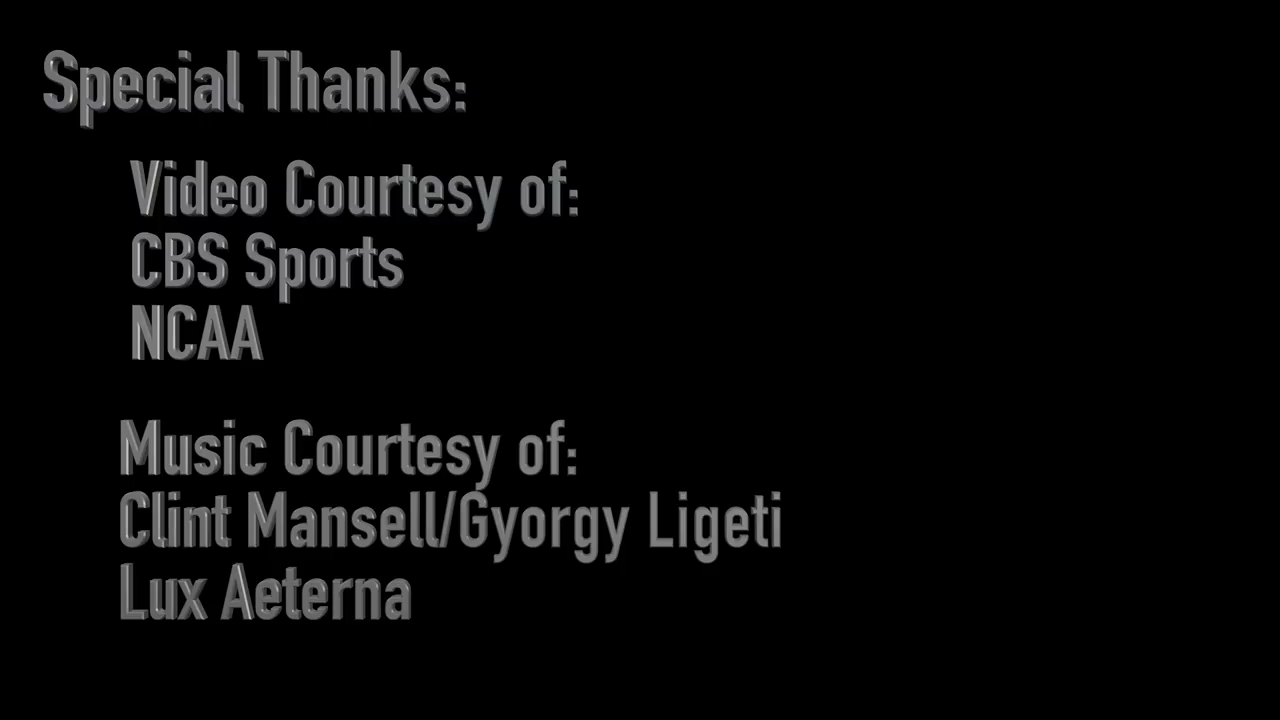 Special Thanks:
Video Courtesy of:
CBS Sports
NCAA
Music Courtesy of:
Clint Mansell/Gyorgy Ligeti
Lux Aeterna